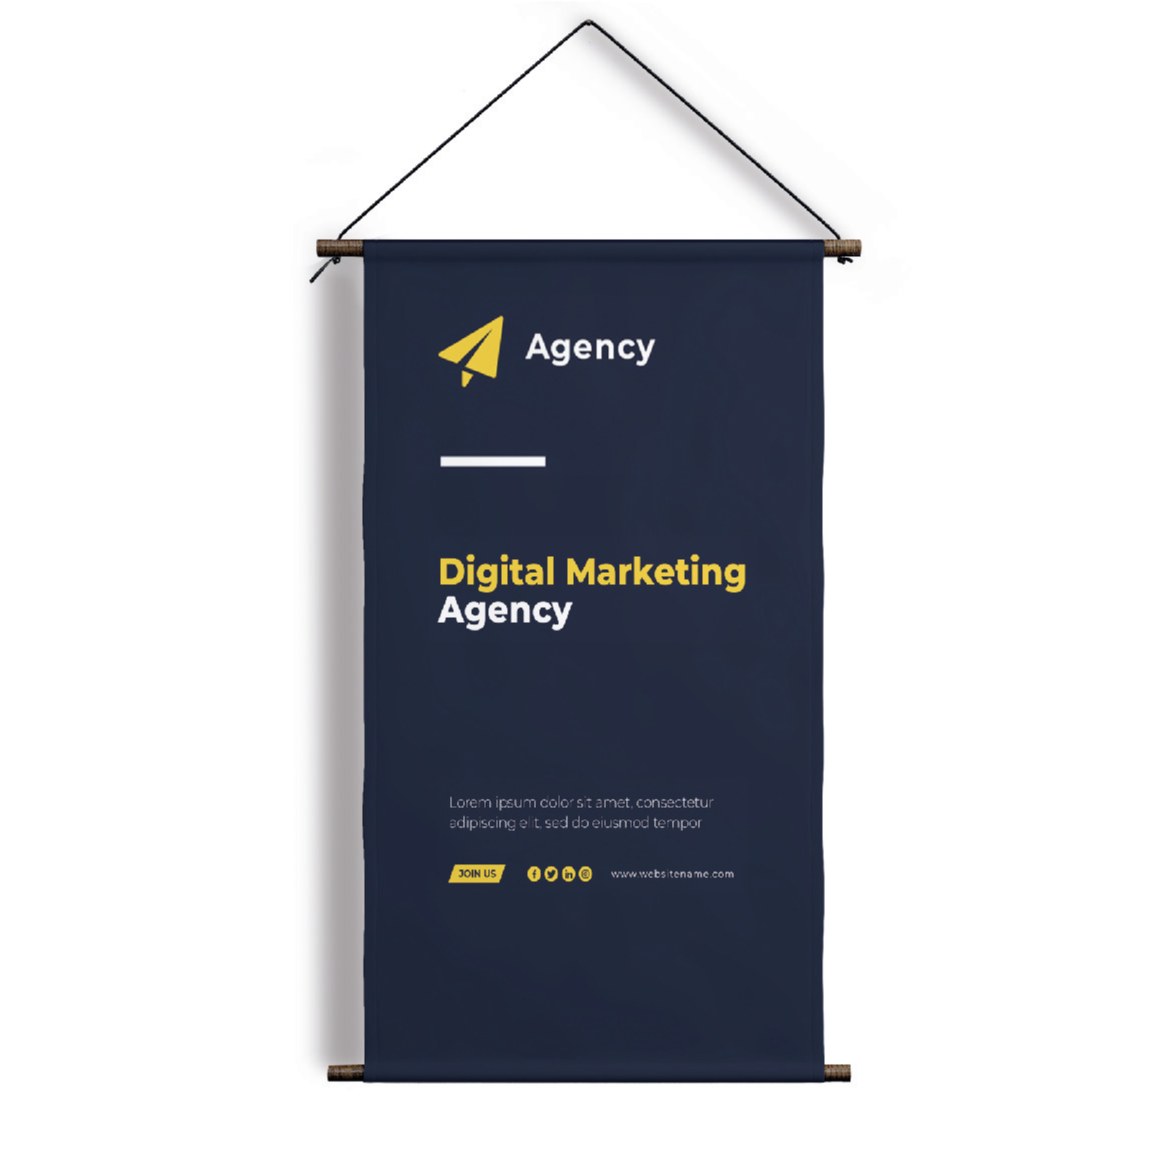 Agency
Digital Marketing
Agency
Lorem ipsum dolor sit amet, consectetur
adipiscing elit, sed do eiusmod tempor
JOIN US
www.websitename.com